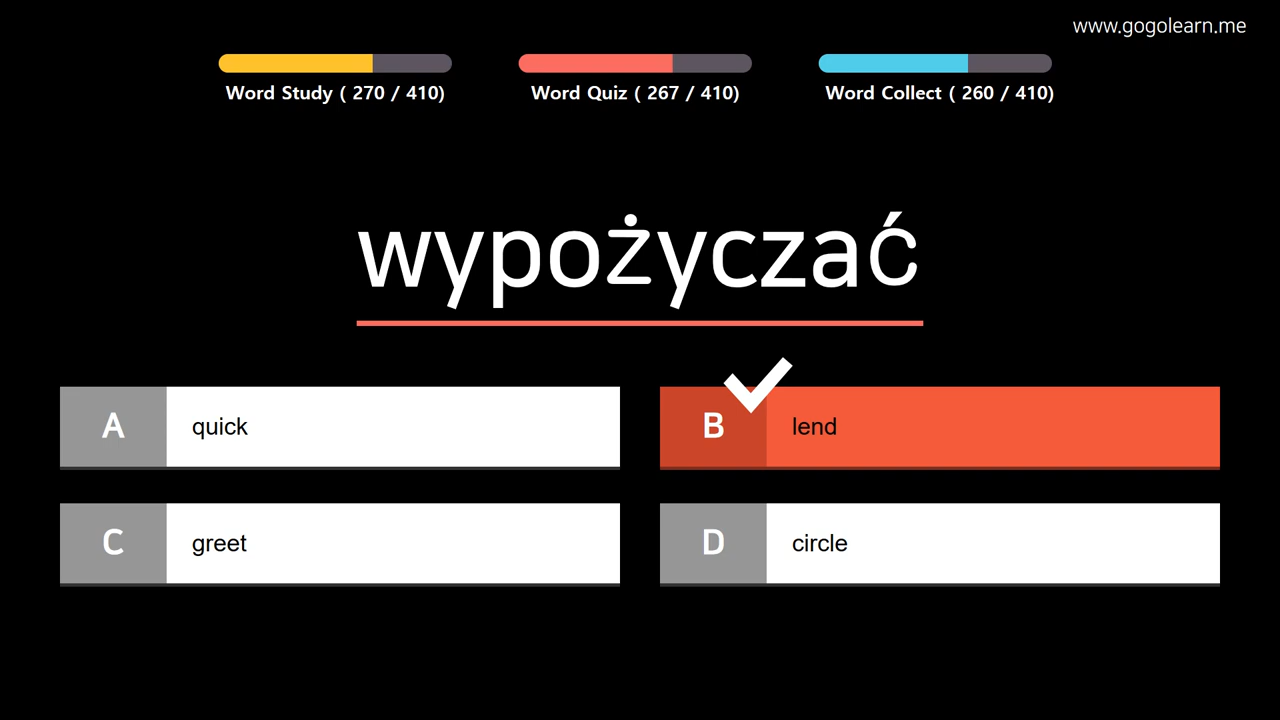 www.gogolearn.me
Word Study ( 270 / 410)
Word Quiz ( 267 / 410)
Word Collect ( 260 / 410)
wypożyczać
A quick
B lend
C greet
D circle